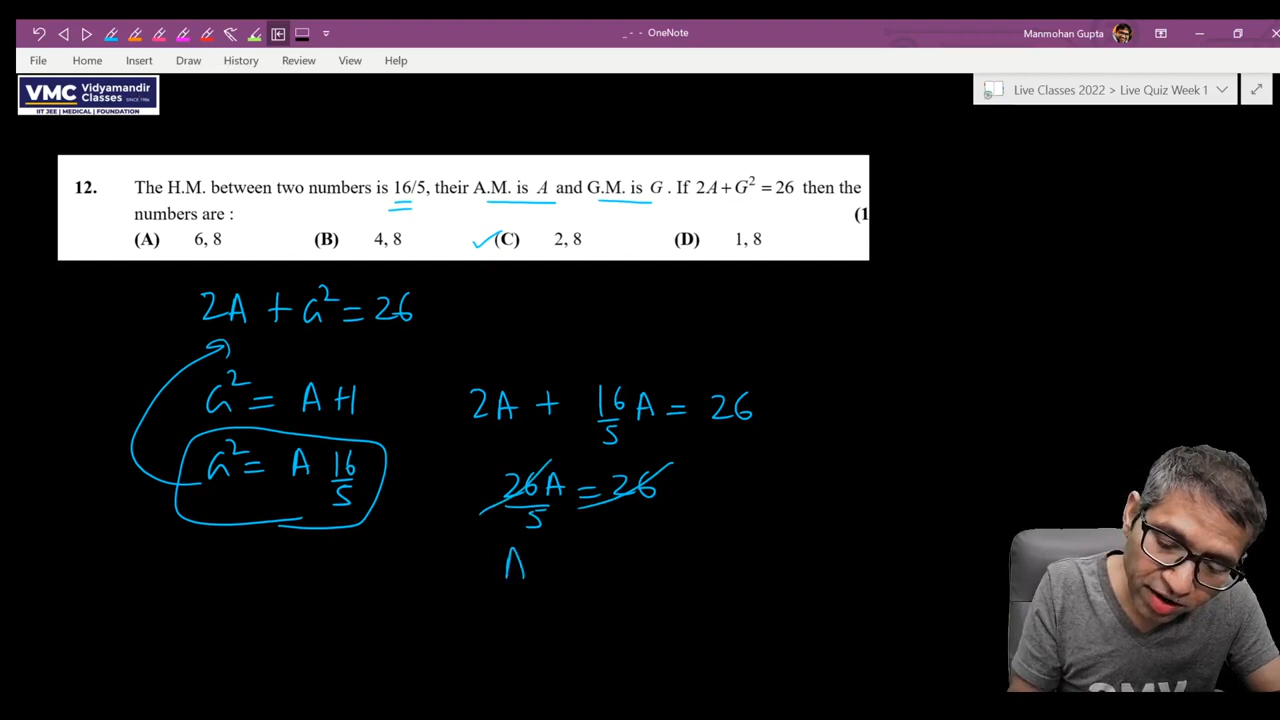 _ - - OneNote
Manmohan Gupta
File Home Insert Draw History Review View Help
VMC Vidyamandir Classes SINCE 1986
IIT JEE | MEDICAL | FOUNDATION
Live Classes 2022 > Live Quiz Week 1
12. The H.M. between two numbers is 16/5, their A.M. is A and G.M. is G. If 2A + G² = 26 then the
numbers are : (1
(A) 6, 8 (B) 4, 8 (C) 2, 8 (D) 1, 8
2A + G² = 26
G² = AH
2A + 16/5 A = 26
G² = A 16/5
26A/5 = 26
A